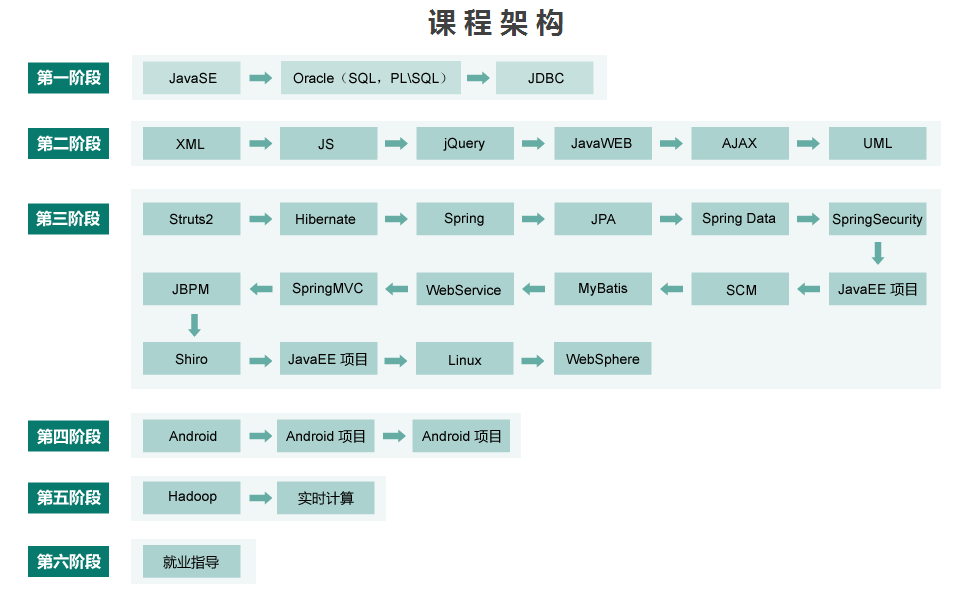 课程架构
第一阶段 JavaSE Oracle（SQL，PL\SQL） JDBC
第二阶段 XML JS jQuery JavaWEB AJAX UML
第三阶段 Struts2 Hibernate Spring JPA Spring Data SpringSecurity
JBPM SpringMVC WebService MyBatis SCM JavaEE 项目
Shiro JavaEE 项目 Linux WebSphere
第四阶段 Android Android 项目 Android 项目
第五阶段 Hadoop 实时计算
第六阶段 就业指导